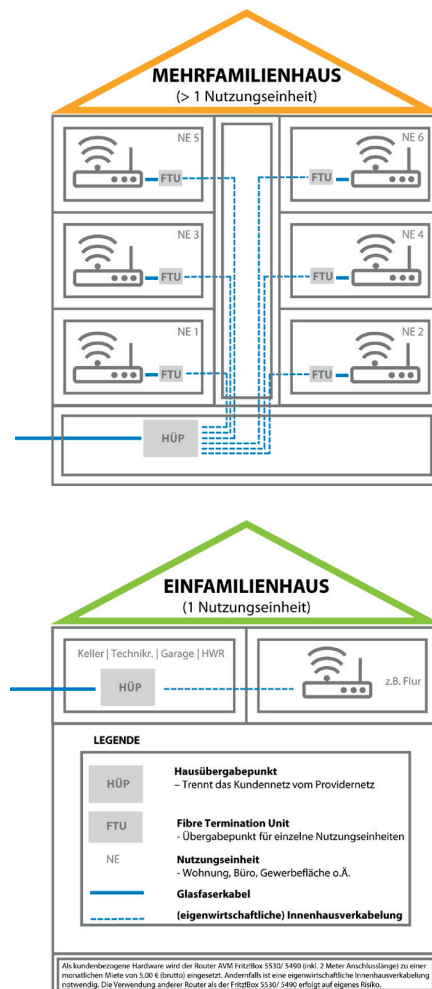 MEHRFAMILIENHAUS
(> 1 Nutzungseinheit)
NE 5
FTU
NE 6
FTU
NE 3
FTU
NE 4
FTU
NE 1
FTU
NE 2
FTU
HÜP
EINFAMILIENHAUS
(1 Nutzungseinheit)
Keller | Technikr. | Garage | HWR
HÜP
z.B. Flur
LEGENDE
HÜP
Hausübergabepunkt
– Trennt das Kundennetz vom Providernetz
FTU
Fibre Termination Unit
- Übergabepunkt für einzelne Nutzungseinheiten
NE
Nutzungseinheit
- Wohnung, Büro, Gewerbefläche o.Ä.
Glasfaserkabel
(eigenwirtschaftliche) Innenhausverkabelung
Als kundenbezogene Hardware wird der Router AVM Fritz!Box 5530/ 5490 (inkl. 2 Meter Anschlusslänge) zu einer
monatlichen Miete von 5,00 € (brutto) eingesetzt. Andernfalls ist eine eigenwirtschaftliche Innenhausverkabelung
notwendig. Die Verwendung anderer Router als der Fritz!Box 5530/ 5490 erfolgt auf eigenes Risiko.